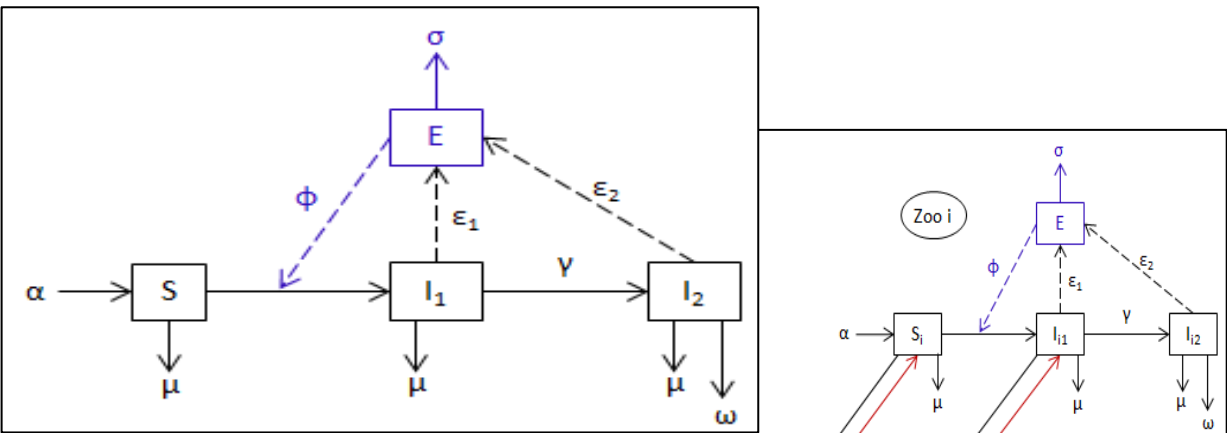 σ
E
φ
ε₁
ε₂
α
S
I₁
γ
I₂
μ
μ
μ
ω
σ
Zoo i
E
φ
ε₁
ε₂
α
Sᵢ
Iᵢ₁
γ
Iᵢ₂
μ
μ
μ
ω